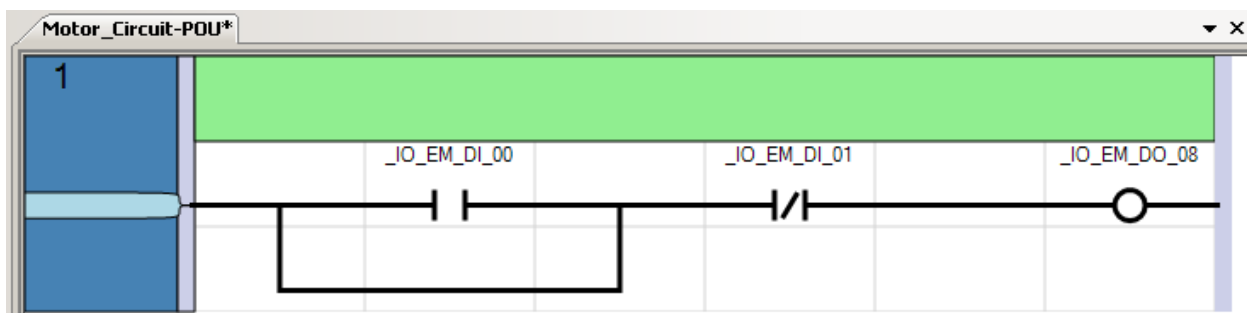 Motor_Circuit-POU*
1
_IO_EM_DI_00
_IO_EM_DI_01
_IO_EM_DO_08